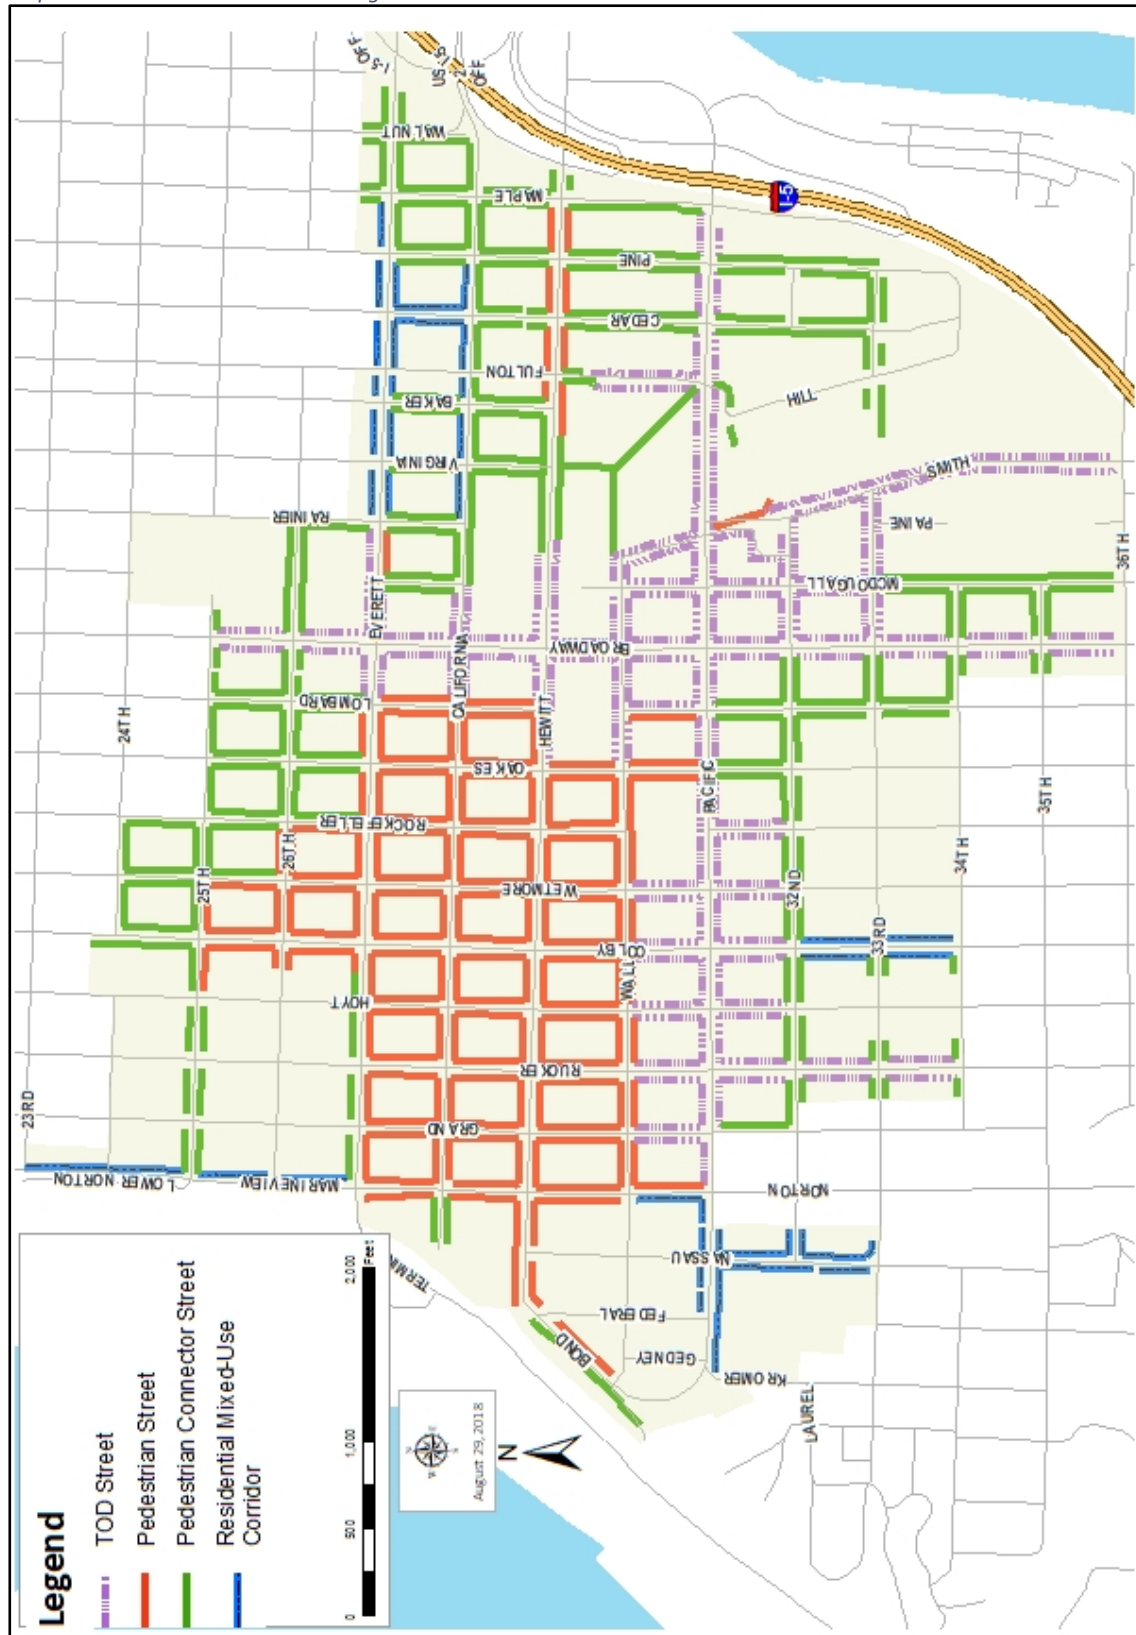 Legend
TOD Street
Pedestrian Street
Pedestrian Connector Street
Residential Mixed-Use
Corridor
0
500
1,000
2,000
Feet
August 29, 2018
N
I-5 OFF
US
I-5
2
OFF
WALNUT
MAPLE
I-5
PINE
CEDAR
FULTON
BAKER
HILL
VIRGINIA
SMITH
RAINIER
PAINE
36TH
MCDOUGALL
EVERETT
CALIFORNIA
BROADWAY
LOMBARD
HEWITT
24TH
OAKES
PACIFIC
35TH
ROCKEFELLER
26TH
34TH
25TH
WETMORE
32ND
33RD
COLBY
WALL
HOYT
RUCKER
23RD
GRAND
LOWER NORTON
MARINEVIEW
NORTON
NASSAU
FEDERAL
BOND
GEDNEY
KROMER
LAUREL